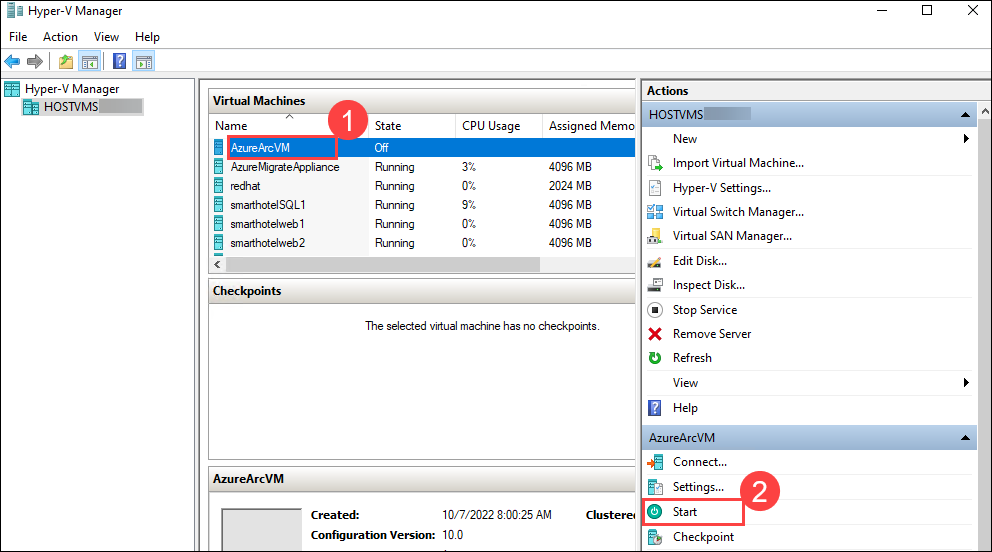 Hyper-V Manager
File Action View Help
Hyper-V Manager
HOSTVMS
Virtual Machines
Name State CPU Usage Assigned Memo
1
AzureArcVM Off
AzureMigrateAppliance Running 3% 4096 MB
redhat Running 0% 2024 MB
smarthotelSQL1 Running 9% 4096 MB
smarthotelweb1 Running 0% 4096 MB
smarthotelweb2 Running 0% 4096 MB
Checkpoints
The selected virtual machine has no checkpoints.
AzureArcVM
Created: 10/7/2022 8:00:25 AM Clustered
Configuration Version: 10.0
Actions
HOSTVMS
New
Import Virtual Machine...
Hyper-V Settings...
Virtual Switch Manager...
Virtual SAN Manager...
Edit Disk...
Inspect Disk...
Stop Service
Remove Server
Refresh
View
Help
AzureArcVM
Connect...
Settings...
2
Start
Checkpoint